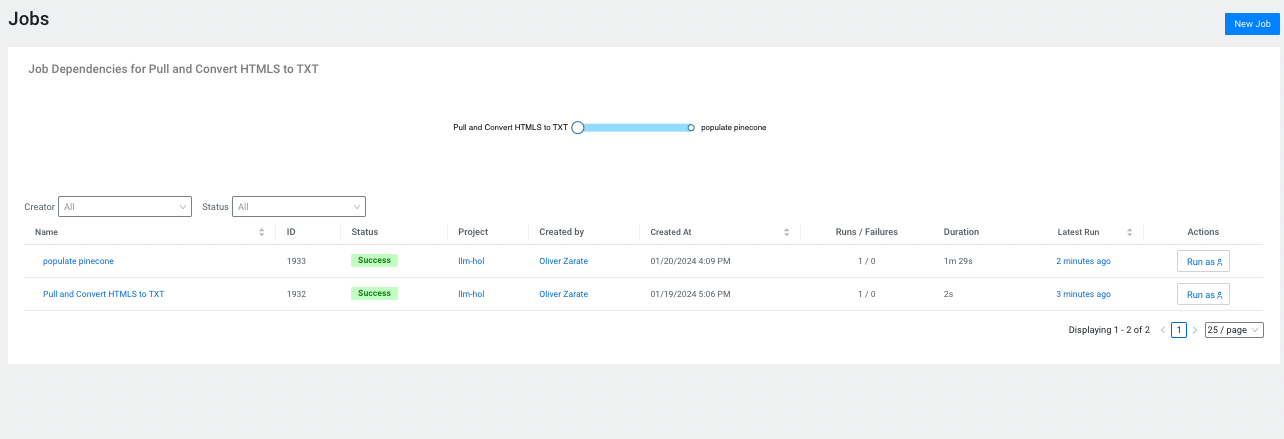 Jobs
New Job
Job Dependencies for Pull and Convert HTMLS to TXT
Pull and Convert HTMLS to TXT populate pinecone
Creator All Status All
Name ID Status Project Created by Created At Runs / Failures Duration Latest Run Actions
populate pinecone 1933 Success llm-hol Oliver Zarate 01/20/2024 4:09 PM 1 / 0 1m 29s 2 minutes ago Run as
Pull and Convert HTMLS to TXT 1932 Success llm-hol Oliver Zarate 01/19/2024 5:06 PM 1 / 0 2s 3 minutes ago Run as
Displaying 1 - 2 of 2 1 25 / page